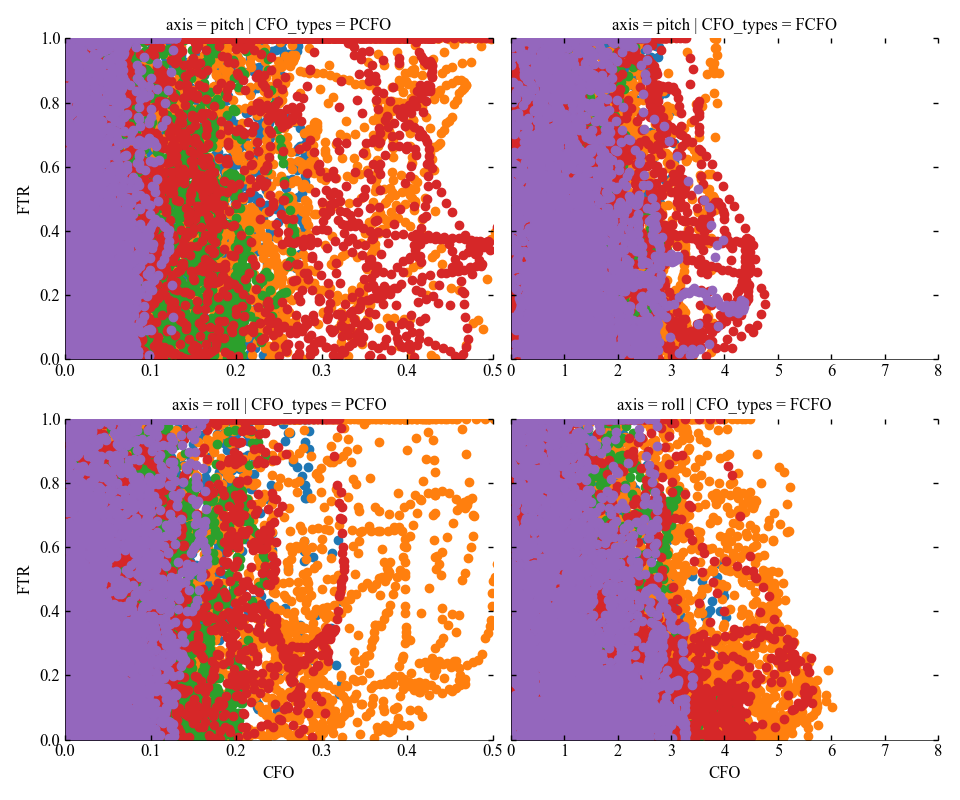 axis = pitch | CFO_types = PCFO
axis = pitch | CFO_types = FCFO
1.0
0.8
0.6
0.4
0.2
0.0
FTR
0.0 0.1 0.2 0.3 0.4 0.5
0 1 2 3 4 5 6 7 8
axis = roll | CFO_types = PCFO
axis = roll | CFO_types = FCFO
1.0
0.8
0.6
0.4
0.2
0.0
FTR
0.0 0.1 0.2 0.3 0.4 0.5
0 1 2 3 4 5 6 7 8
CFO
CFO